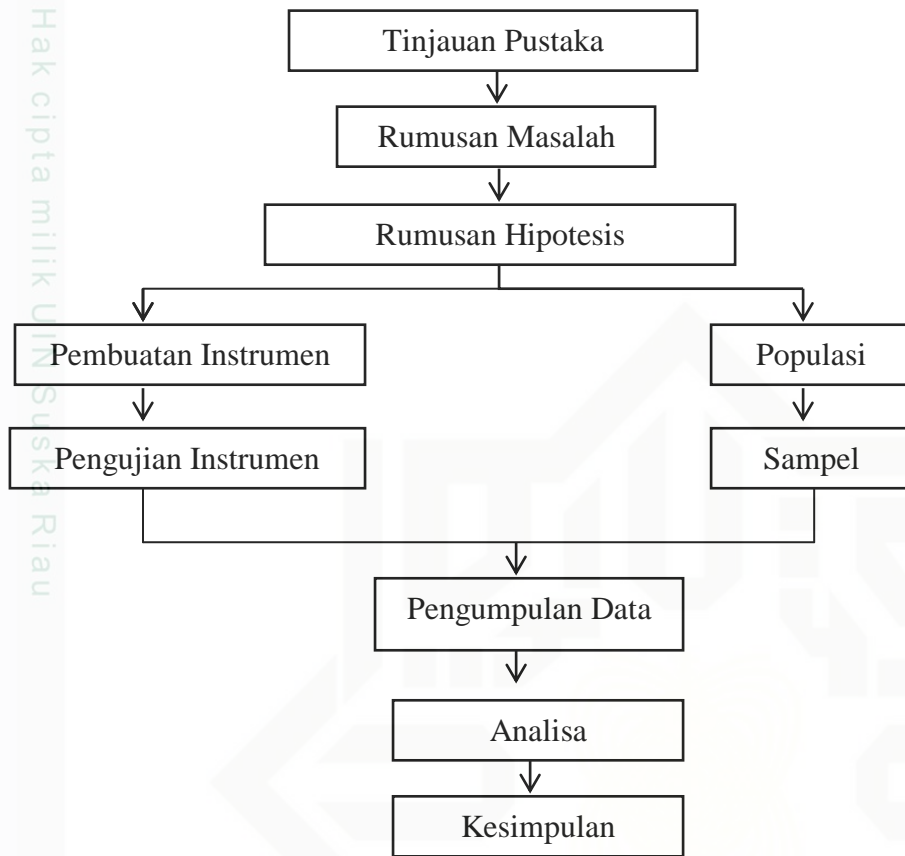 Hak cipta milik UIN Suska Riau
Tinjauan Pustaka
Rumusan Masalah
Rumusan Hipotesis
Pembuatan Instrumen
Populasi
Pengujian Instrumen
Sampel
Pengumpulan Data
Analisa
Kesimpulan